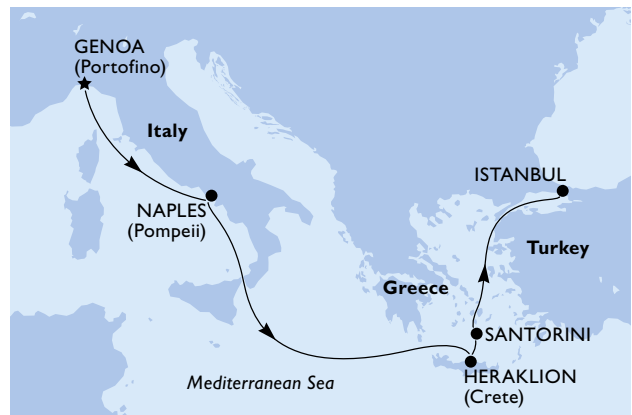 GENOA
(Portofino)
Italy
ISTANBUL
NAPLES
(Pompeii)
Turkey
Greece
SANTORINI
HERAKLION
(Crete)
Mediterranean Sea